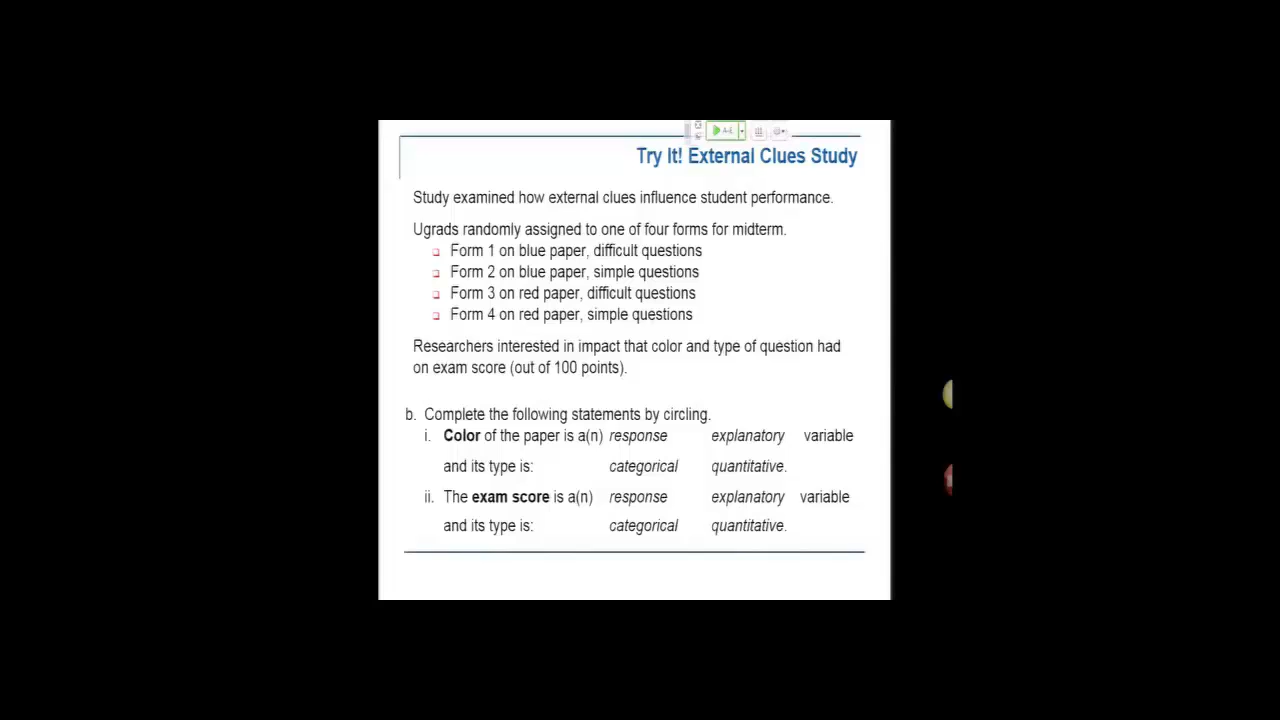 A-E
Try It! External Clues Study
Study examined how external clues influence student performance.
Ugrads randomly assigned to one of four forms for midterm.
Form 1 on blue paper, difficult questions
Form 2 on blue paper, simple questions
Form 3 on red paper, difficult questions
Form 4 on red paper, simple questions
Researchers interested in impact that color and type of question had
on exam score (out of 100 points).
b. Complete the following statements by circling.
i. Color of the paper is a(n) response explanatory variable
and its type is: categorical quantitative.
ii. The exam score is a(n) response explanatory variable
and its type is: categorical quantitative.